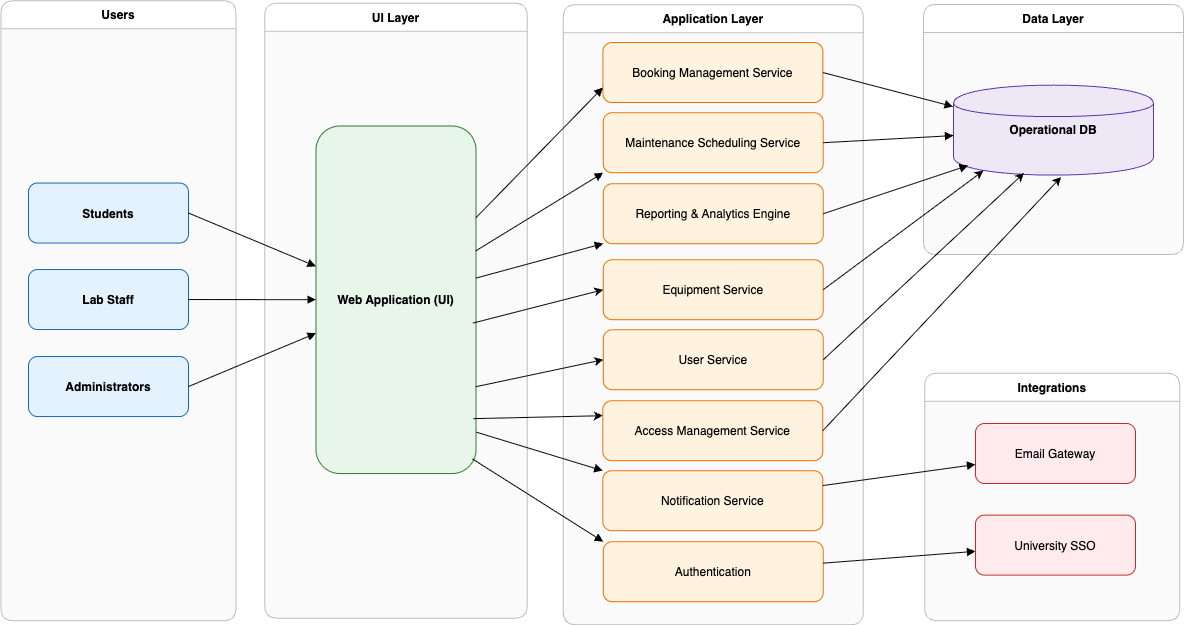 Users
Students
Lab Staff
Administrators
UI Layer
Web Application (UI)
Application Layer
Booking Management Service
Maintenance Scheduling Service
Reporting & Analytics Engine
Equipment Service
User Service
Access Management Service
Notification Service
Authentication
Data Layer
Operational DB
Integrations
Email Gateway
University SSO